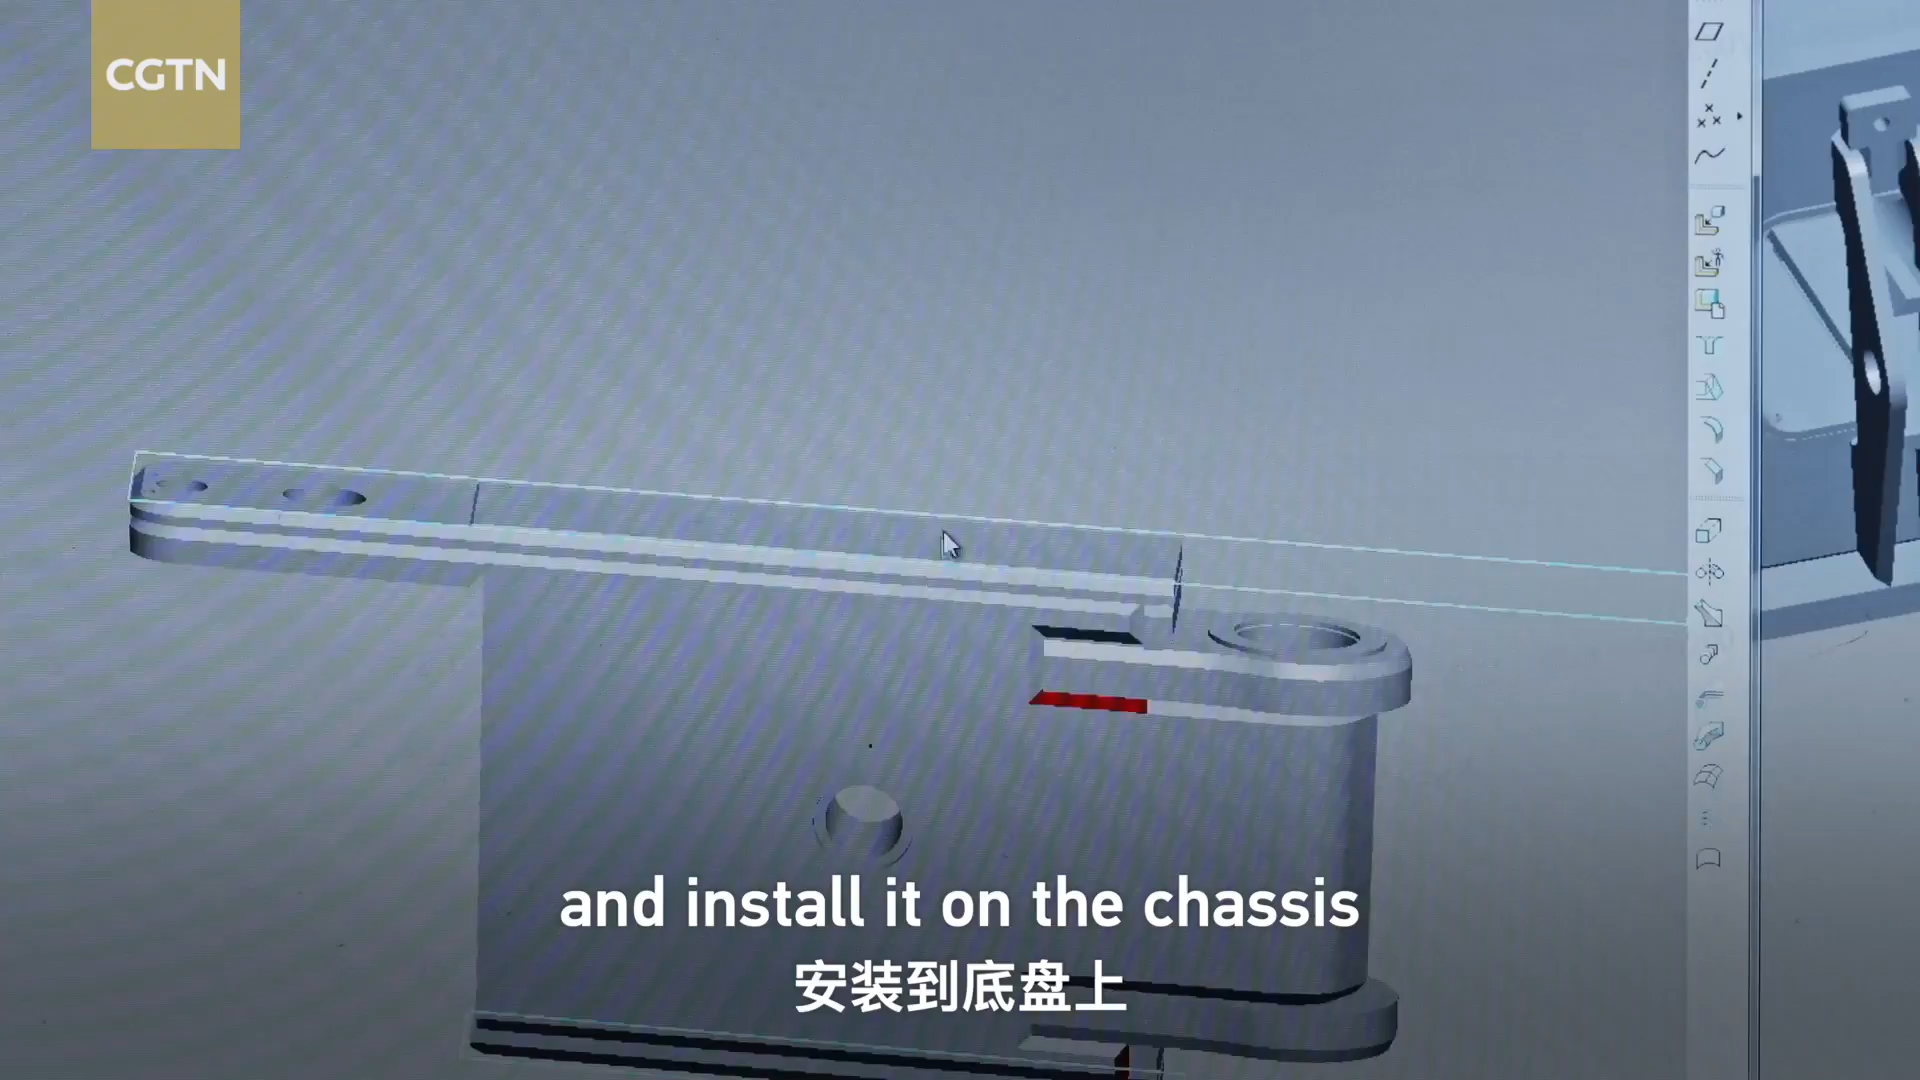 CGTN
and install it on the chassis
安装到底盘上